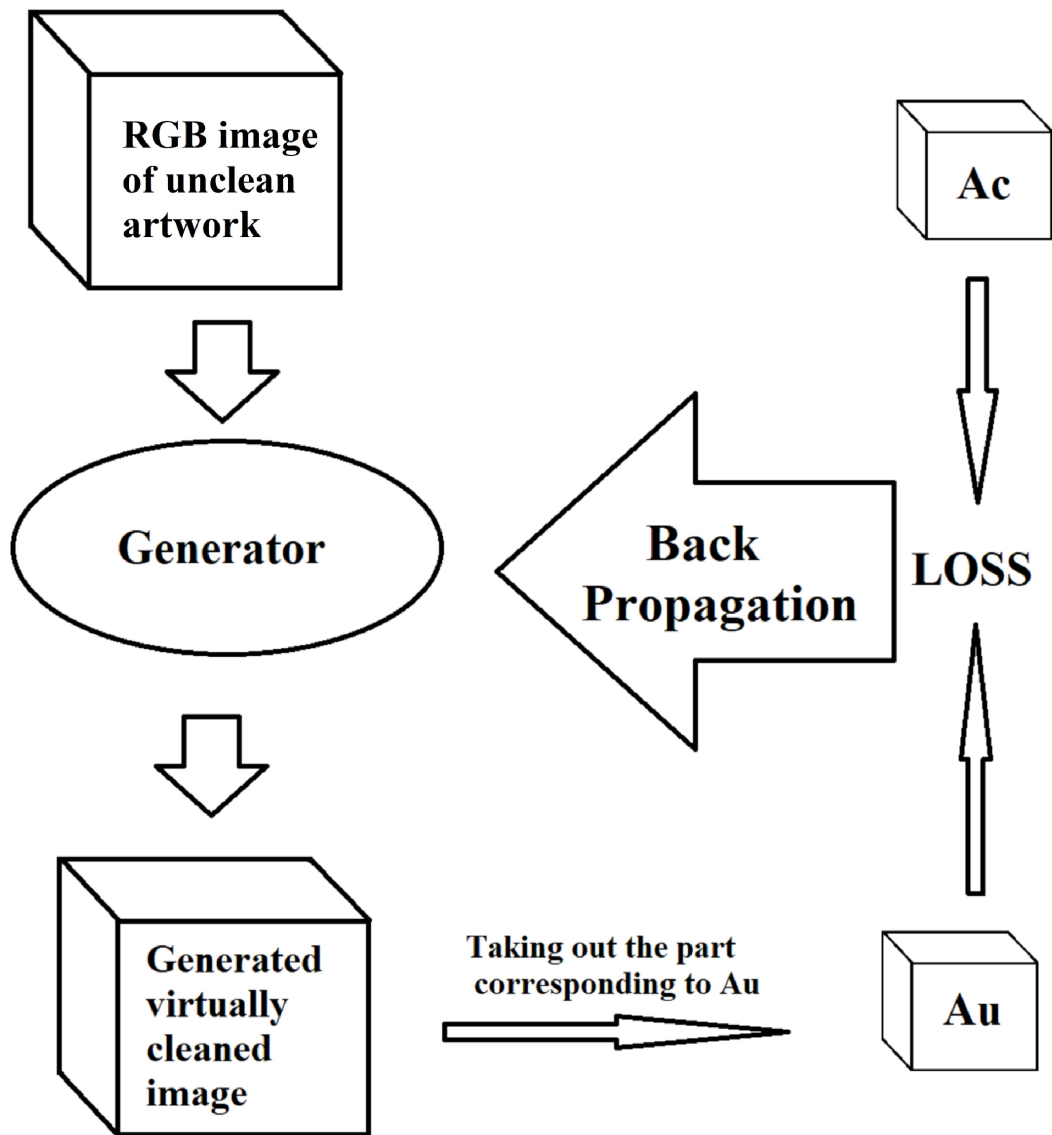 RGB image
of unclean
artwork
Ac
Generator
Back
Propagation
LOSS
Generated
virtually
cleaned
image
Taking out the part
corresponding to Au
Au